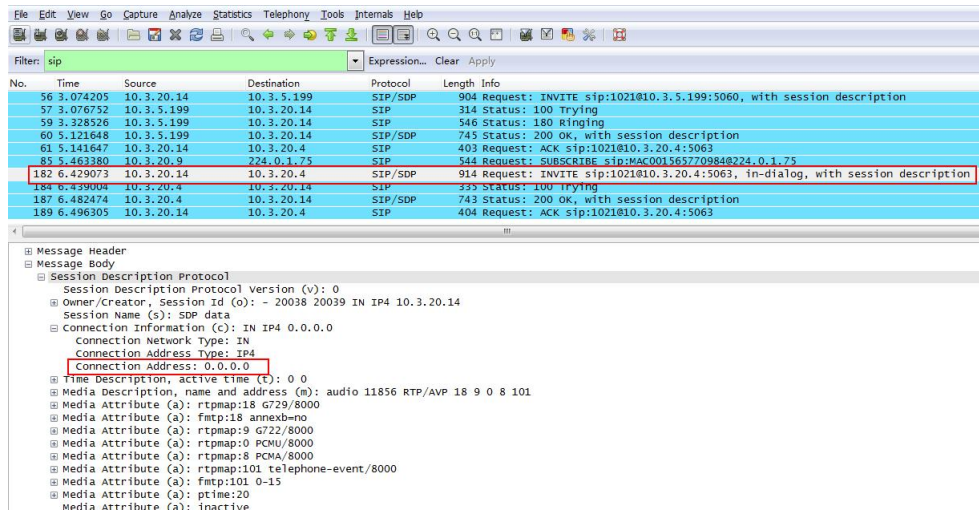 File Edit View Go Capture Analyze Statistics Telephony Tools Internals Help
Filter: sip Expression... Clear Apply
No. Time Source Destination Protocol Length Info
56 3.074205 10.3.20.14 10.3.5.199 SIP/SDP 904 Request: INVITE sip:1021@10.3.5.199:5060, with session description
57 3.076752 10.3.5.199 10.3.20.14 SIP 314 Status: 100 Trying
59 3.328526 10.3.5.199 10.3.20.14 SIP 546 Status: 180 Ringing
60 5.121648 10.3.5.199 10.3.20.14 SIP/SDP 745 Status: 200 OK, with session description
61 5.141647 10.3.20.14 10.3.20.4 SIP 403 Request: ACK sip:1021@10.3.20.4:5063
85 5.463380 10.3.20.9 224.0.1.75 SIP 544 Request: SUBSCRIBE sip:MAC001565770984@224.0.1.75
182 6.429073 10.3.20.14 10.3.20.4 SIP/SDP 914 Request: INVITE sip:1021@10.3.20.4:5063, in-dialog, with session description
184 6.439004 10.3.20.4 10.3.20.14 SIP 335 Status: 100 Trying
187 6.482474 10.3.20.4 10.3.20.14 SIP/SDP 743 Status: 200 OK, with session description
189 6.496305 10.3.20.14 10.3.20.4 SIP 404 Request: ACK sip:1021@10.3.20.4:5063
Message Header
Message Body
Session Description Protocol
Session Description Protocol Version (v): 0
Owner/Creator, Session Id (o): - 20038 20039 IN IP4 10.3.20.14
Session Name (s): SDP data
Connection Information (c): IN IP4 0.0.0.0
Connection Network Type: IN
Connection Address Type: IP4
Connection Address: 0.0.0.0
Time Description, active time (t): 0 0
Media Description, name and address (m): audio 11856 RTP/AVP 18 9 0 8 101
Media Attribute (a): rtpmap:18 G729/8000
Media Attribute (a): fmtp:18 annexb=no
Media Attribute (a): rtpmap:9 G722/8000
Media Attribute (a): rtpmap:0 PCMU/8000
Media Attribute (a): rtpmap:8 PCMA/8000
Media Attribute (a): rtpmap:101 telephone-event/8000
Media Attribute (a): fmtp:101 0-15
Media Attribute (a): ptime:20
Media Attribute (a): inactive